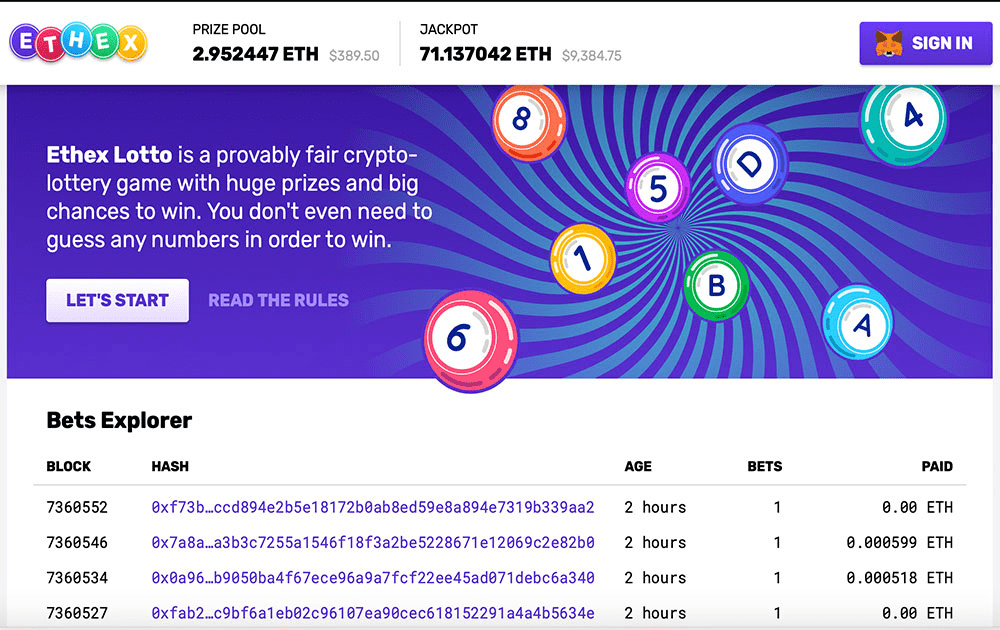 ETHEX
PRIZE POOL
2.952447 ETH $389.50
JACKPOT
71.137042 ETH $9,384.75
SIGN IN
Ethex Lotto is a provably fair crypto-
lottery game with huge prizes and big
chances to win. You don't even need to
guess any numbers in order to win.
LET'S START READ THE RULES
8
4
5
D
1
B
6
A
Bets Explorer
BLOCK HASH AGE BETS PAID
7360552 0xf73b…ccd894e2b5e18172b0ab8ed59e8a894e7319b339aa2 2 hours 1 0.00 ETH
7360546 0x7a8a…a3b3c7255a1546f18f3a2be5228671e12069c2e82b0 2 hours 1 0.000599 ETH
7360534 0x0a96…b9050ba4f67ece96a9a7fcf22ee45ad071debc6a340 2 hours 1 0.000518 ETH
7360527 0xfab2…c9bf6a1eb02c96107ea90cec618152291a4a4b5634e 2 hours 1 0.00 ETH